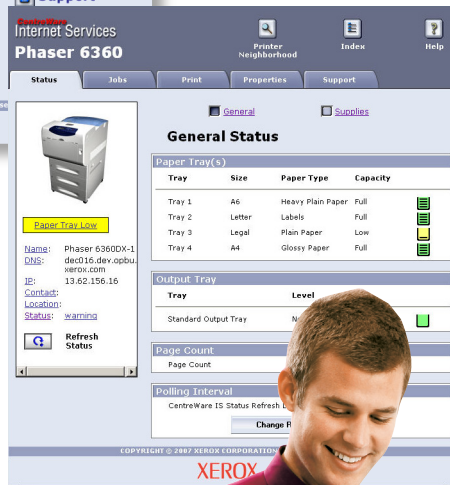 Support
CentreWare
Internet Services
Phaser 6360
Printer Neighborhood
Index
Help
Status
Jobs
Print
Properties
Support
General
Supplies
General Status
Paper Tray(s)
Tray Size Paper Type Capacity
Tray 1 A6 Heavy Plain Paper Full
Tray 2 Letter Labels Full
Tray 3 Legal Plain Paper Low
Tray 4 A4 Glossy Paper Full
Paper Tray Low
Name: Phaser 6360DX-1
DNS: dec016.dev.opbu.
xerox.com
IP: 13.62.156.16
Contact:
Location:
Status: warning
Refresh
Status
Output Tray
Tray Level
Standard Output Tray
Page Count
Page Count
Polling Interval
CentreWare IS Status Refresh
Change
COPYRIGHT © 2007 XEROX CORPORATION
XEROX